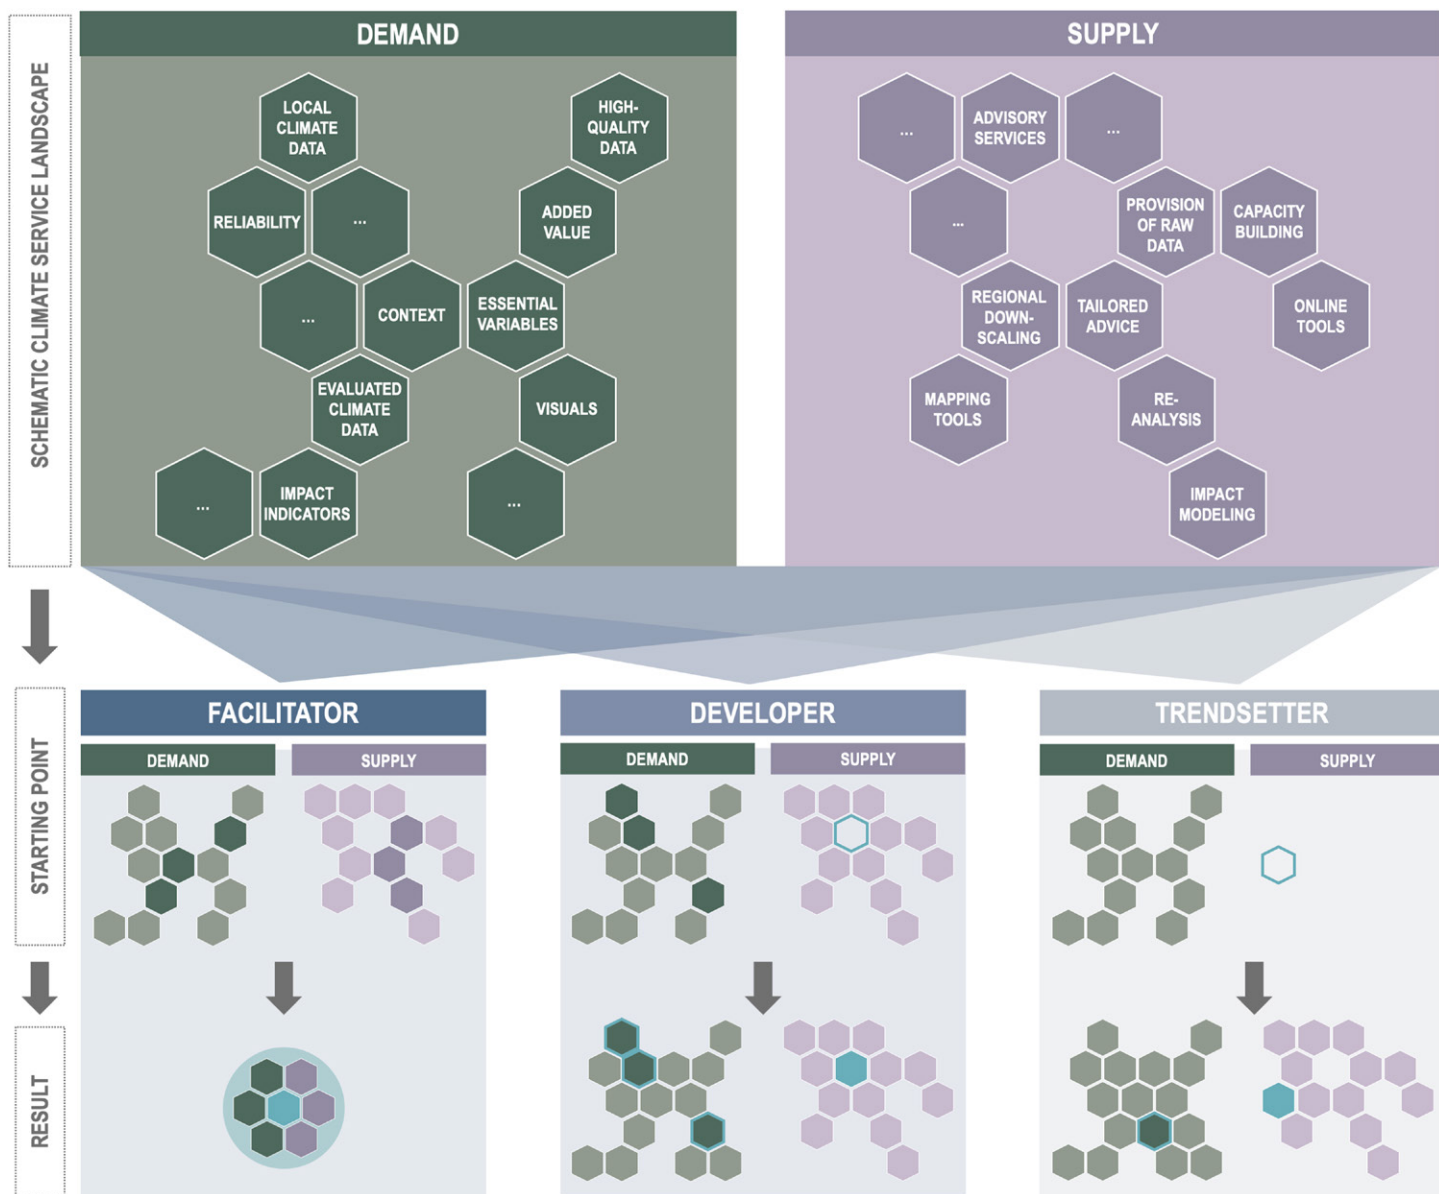 SCHEMATIC CLIMATE SERVICE LANDSCAPE
DEMAND
LOCAL
CLIMATE
DATA
HIGH-
QUALITY
DATA
RELIABILITY
...
ADDED
VALUE
...
CONTEXT
ESSENTIAL
VARIABLES
EVALUATED
CLIMATE
DATA
VISUALS
...
IMPACT
INDICATORS
...
SUPPLY
...
ADVISORY
SERVICES
...
...
PROVISION
OF RAW
DATA
CAPACITY
BUILDING
REGIONAL
DOWN-
SCALING
TAILORED
ADVICE
ONLINE
TOOLS
MAPPING
TOOLS
RE-
ANALYSIS
IMPACT
MODELING
STARTING POINT
FACILITATOR
DEMAND
SUPPLY
DEVELOPER
DEMAND
SUPPLY
TRENDSETTER
DEMAND
SUPPLY
RESULT